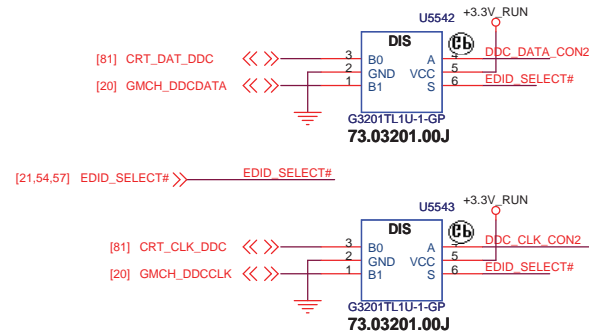 U5542
+3.3V_RUN
DIS
[81] CRT_DAT_DDC 3 B0 A 4 DDC_DATA_CON2
2 GND VCC 5
[20] GMCH_DDCDATA 1 B1 S 6 EDID_SELECT#
G3201TL1U-1-GP
73.03201.00J
[21,54,57] EDID_SELECT# EDID_SELECT#
U5543
+3.3V_RUN
DIS
[81] CRT_CLK_DDC 3 B0 A 4 DDC_CLK_CON2
2 GND VCC 5
[20] GMCH_DDCCLK 1 B1 S 6 EDID_SELECT#
G3201TL1U-1-GP
73.03201.00J